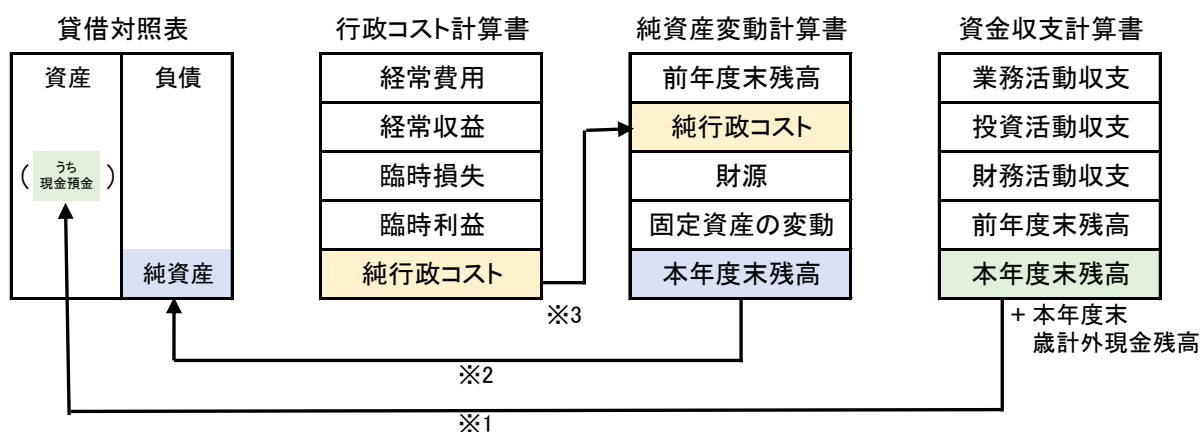 貸借対照表
資産
負債
( うち
現金預金 )
純資産
行政コスト計算書
経常費用
経常収益
臨時損失
臨時利益
純行政コスト
純資産変動計算書
前年度末残高
純行政コスト
財源
固定資産の変動
本年度末残高
資金収支計算書
業務活動収支
投資活動収支
財務活動収支
前年度末残高
本年度末残高
+ 本年度末
歳計外現金残高
※3
※2
※1